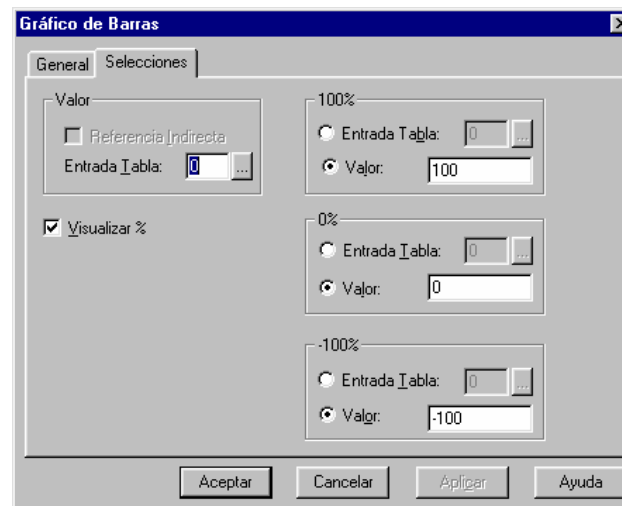 Gráfico de Barras
General Selecciones
Valor
Referencia Indirecta
Entrada Tabla: 0 ...
Visualizar %
100%
Entrada Tabla: 0 ...
Valor: 100
0%
Entrada Tabla: 0 ...
Valor: 0
-100%
Entrada Tabla: 0 ...
Valor: -100
Aceptar Cancelar Aplicar Ayuda